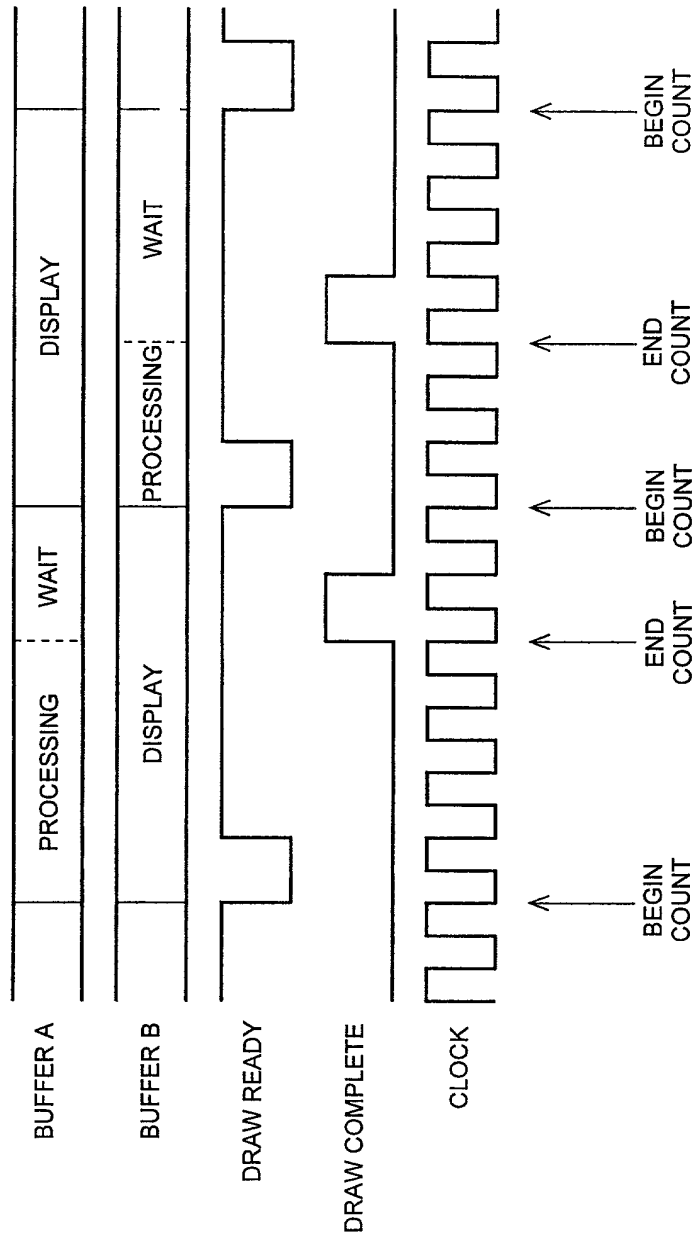 BUFFER A
PROCESSING
WAIT
DISPLAY
BUFFER B
DISPLAY
PROCESSING
WAIT
DRAW READY
DRAW COMPLETE
CLOCK
BEGIN
COUNT
END
COUNT
BEGIN
COUNT
END
COUNT
BEGIN
COUNT